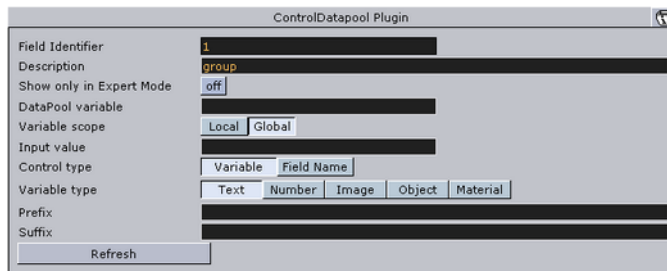 ControlDatapool Plugin
Field Identifier 1
Description group
Show only in Expert Mode off
DataPool variable
Variable scope Local Global
Input value
Control type Variable Field Name
Variable type Text Number Image Object Material
Prefix
Suffix
Refresh